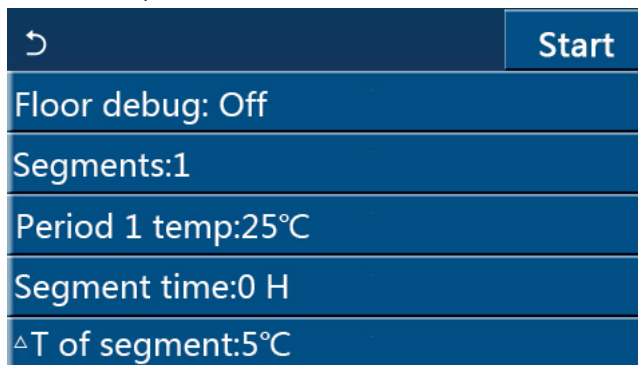 Start
Floor debug: Off
Segments:1
Period 1 temp:25℃
Segment time:0 H
△T of segment:5℃